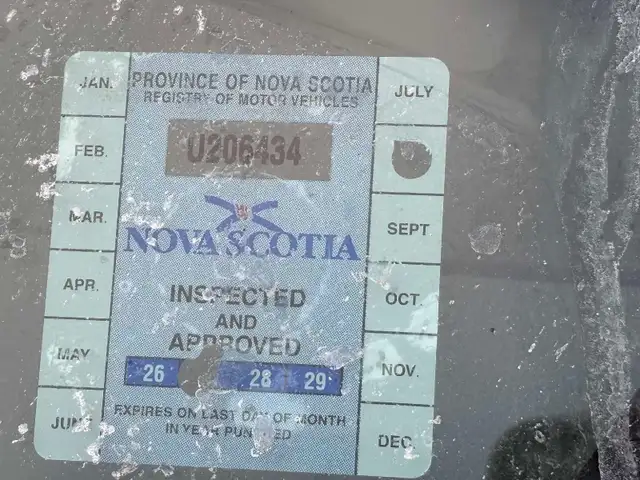 PROVINCE OF NOVA SCOTIA
REGISTRY OF MOTOR VEHICLES
U206434
NOVA SCOTIA
INSPECTED
AND
APPROVED
26 28 29
EXPIRES ON LAST DAY OF MONTH
IN YEAR PUNCHED
JAN.
FEB.
MAR.
APR.
MAY
JUNE
JULY
SEPT
OCT.
NOV.
DEC.